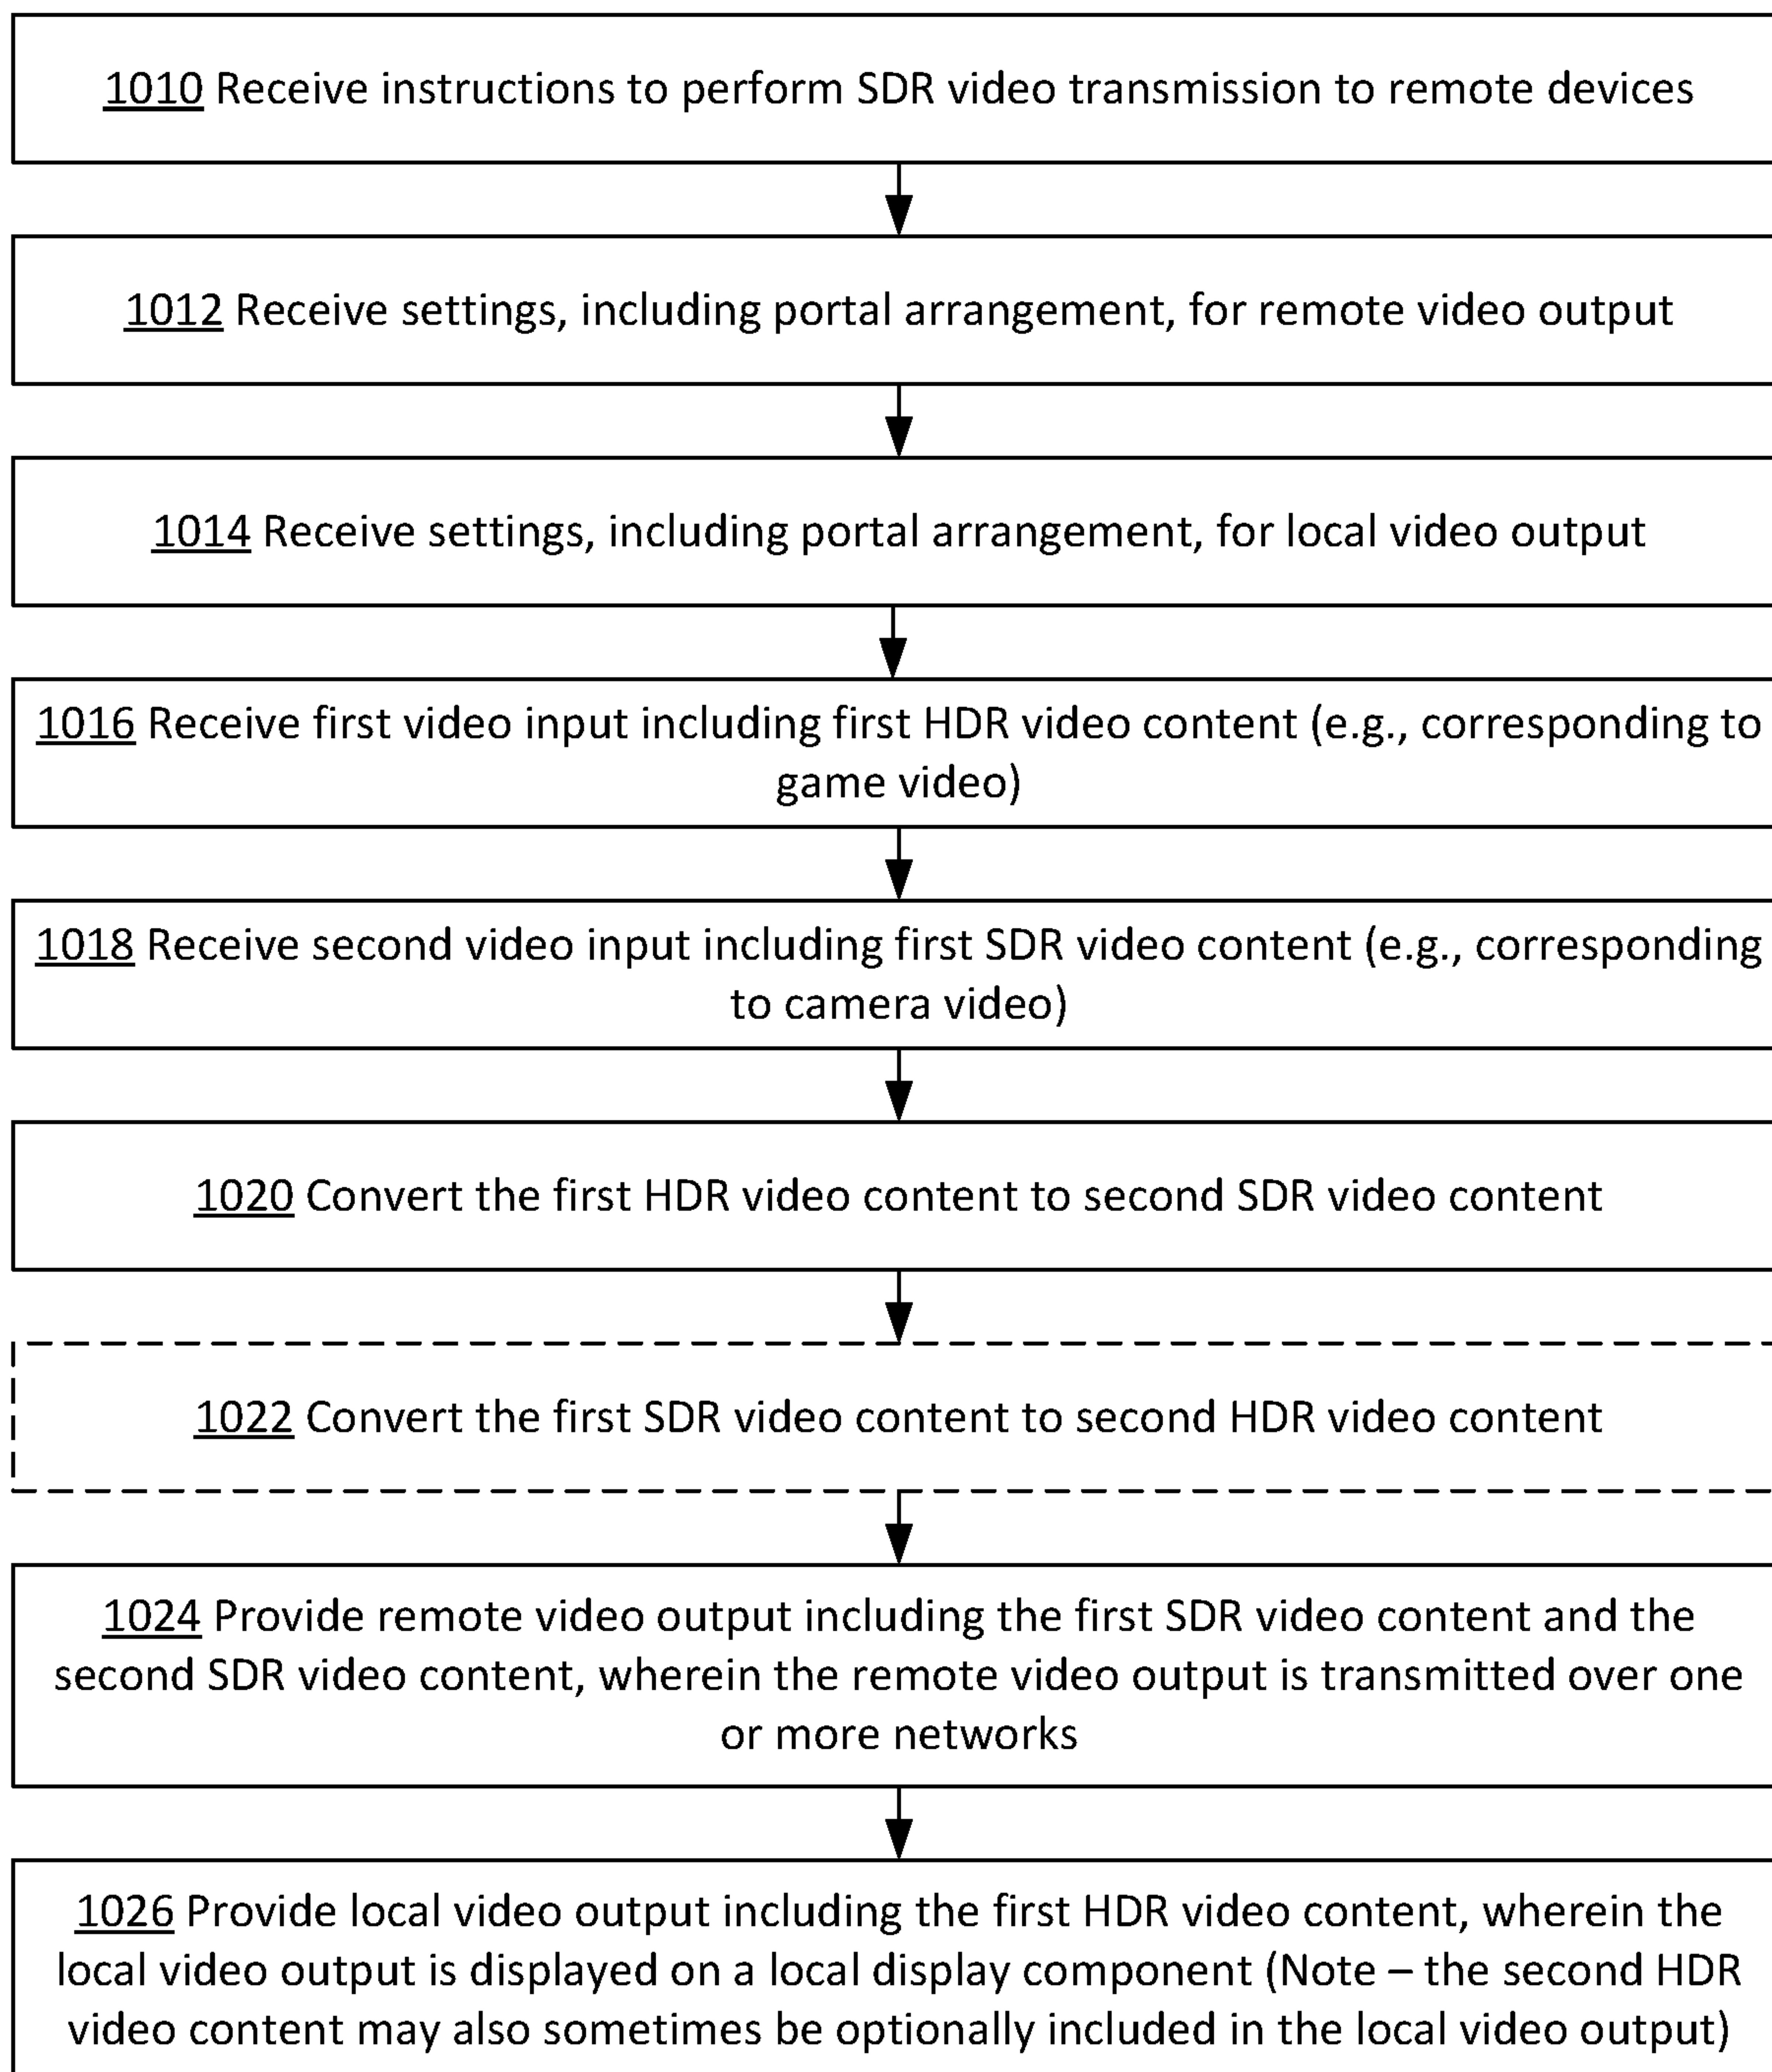 1010 Receive instructions to perform SDR video transmission to remote devices
1012 Receive settings, including portal arrangement, for remote video output
1014 Receive settings, including portal arrangement, for local video output
1016 Receive first video input including first HDR video content (e.g., corresponding to
game video)
1018 Receive second video input including first SDR video content (e.g., corresponding
to camera video)
1020 Convert the first HDR video content to second SDR video content
1022 Convert the first SDR video content to second HDR video content
1024 Provide remote video output including the first SDR video content and the
second SDR video content, wherein the remote video output is transmitted over one
or more networks
1026 Provide local video output including the first HDR video content, wherein the
local video output is displayed on a local display component (Note – the second HDR
video content may also sometimes be optionally included in the local video output)